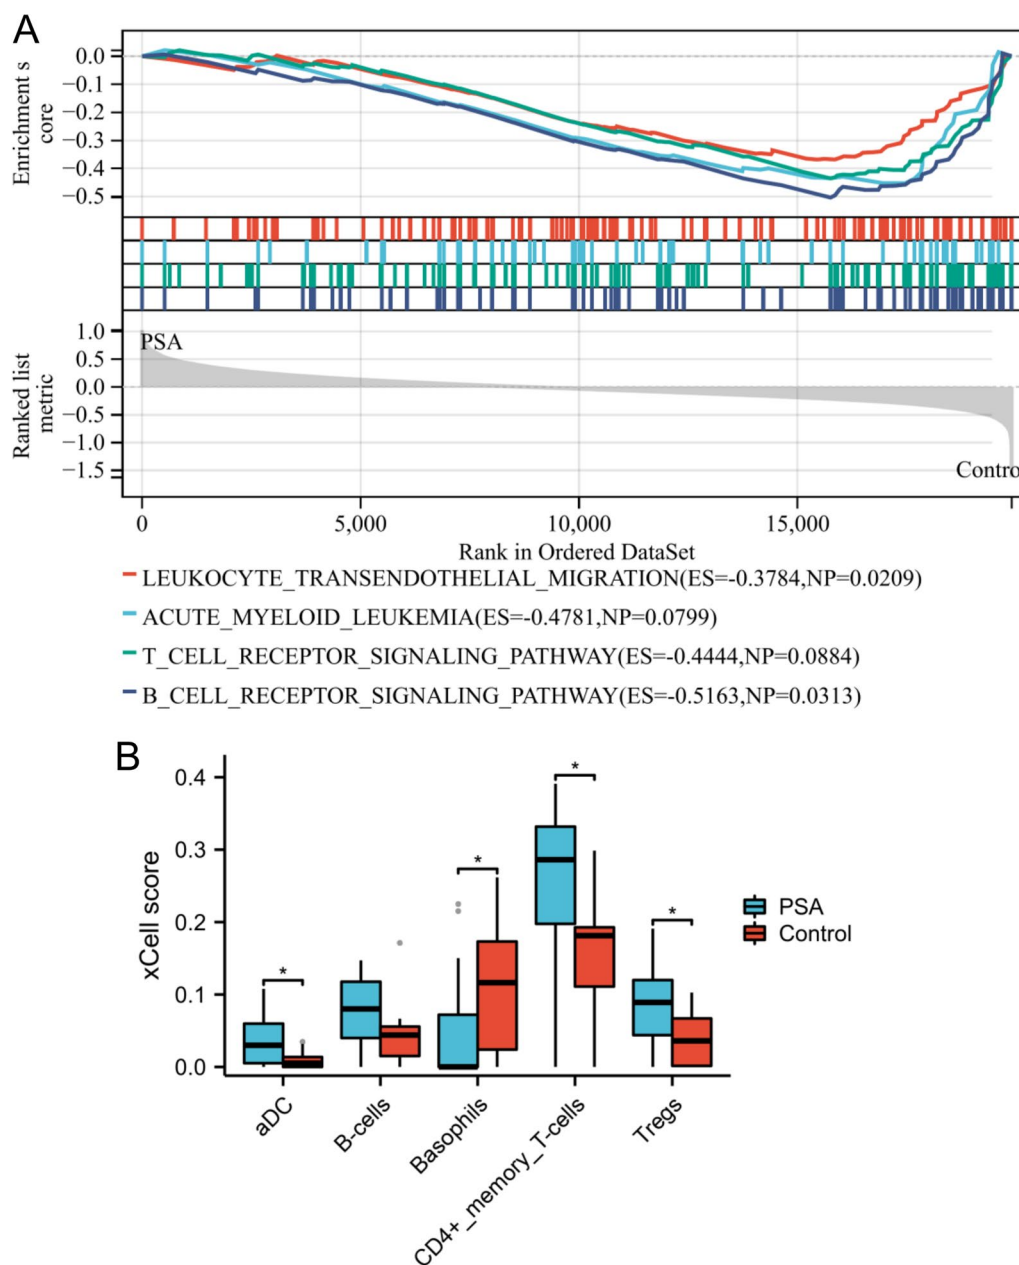 A
Enrichment s
core
0.0
−0.1
−0.2
−0.3
−0.4
−0.5
Ranked list
metric
1.0
0.5
0.0
−0.5
−1.0
−1.5
PSA
Contro
0
5,000
10,000
15,000
Rank in Ordered DataSet
LEUKOCYTE_TRANSENDOTHELIAL_MIGRATION(ES=-0.3784,NP=0.0209)
ACUTE_MYELOID_LEUKEMIA(ES=-0.4781,NP=0.0799)
T_CELL_RECEPTOR_SIGNALING_PATHWAY(ES=-0.4444,NP=0.0884)
B_CELL_RECEPTOR_SIGNALING_PATHWAY(ES=-0.5163,NP=0.0313)
B
xCell score
0.4
0.3
0.2
0.1
0.0
*
*
*
*
aDC
B-cells
Basophils
CD4+_memory_T-cells
Tregs
PSA
Control